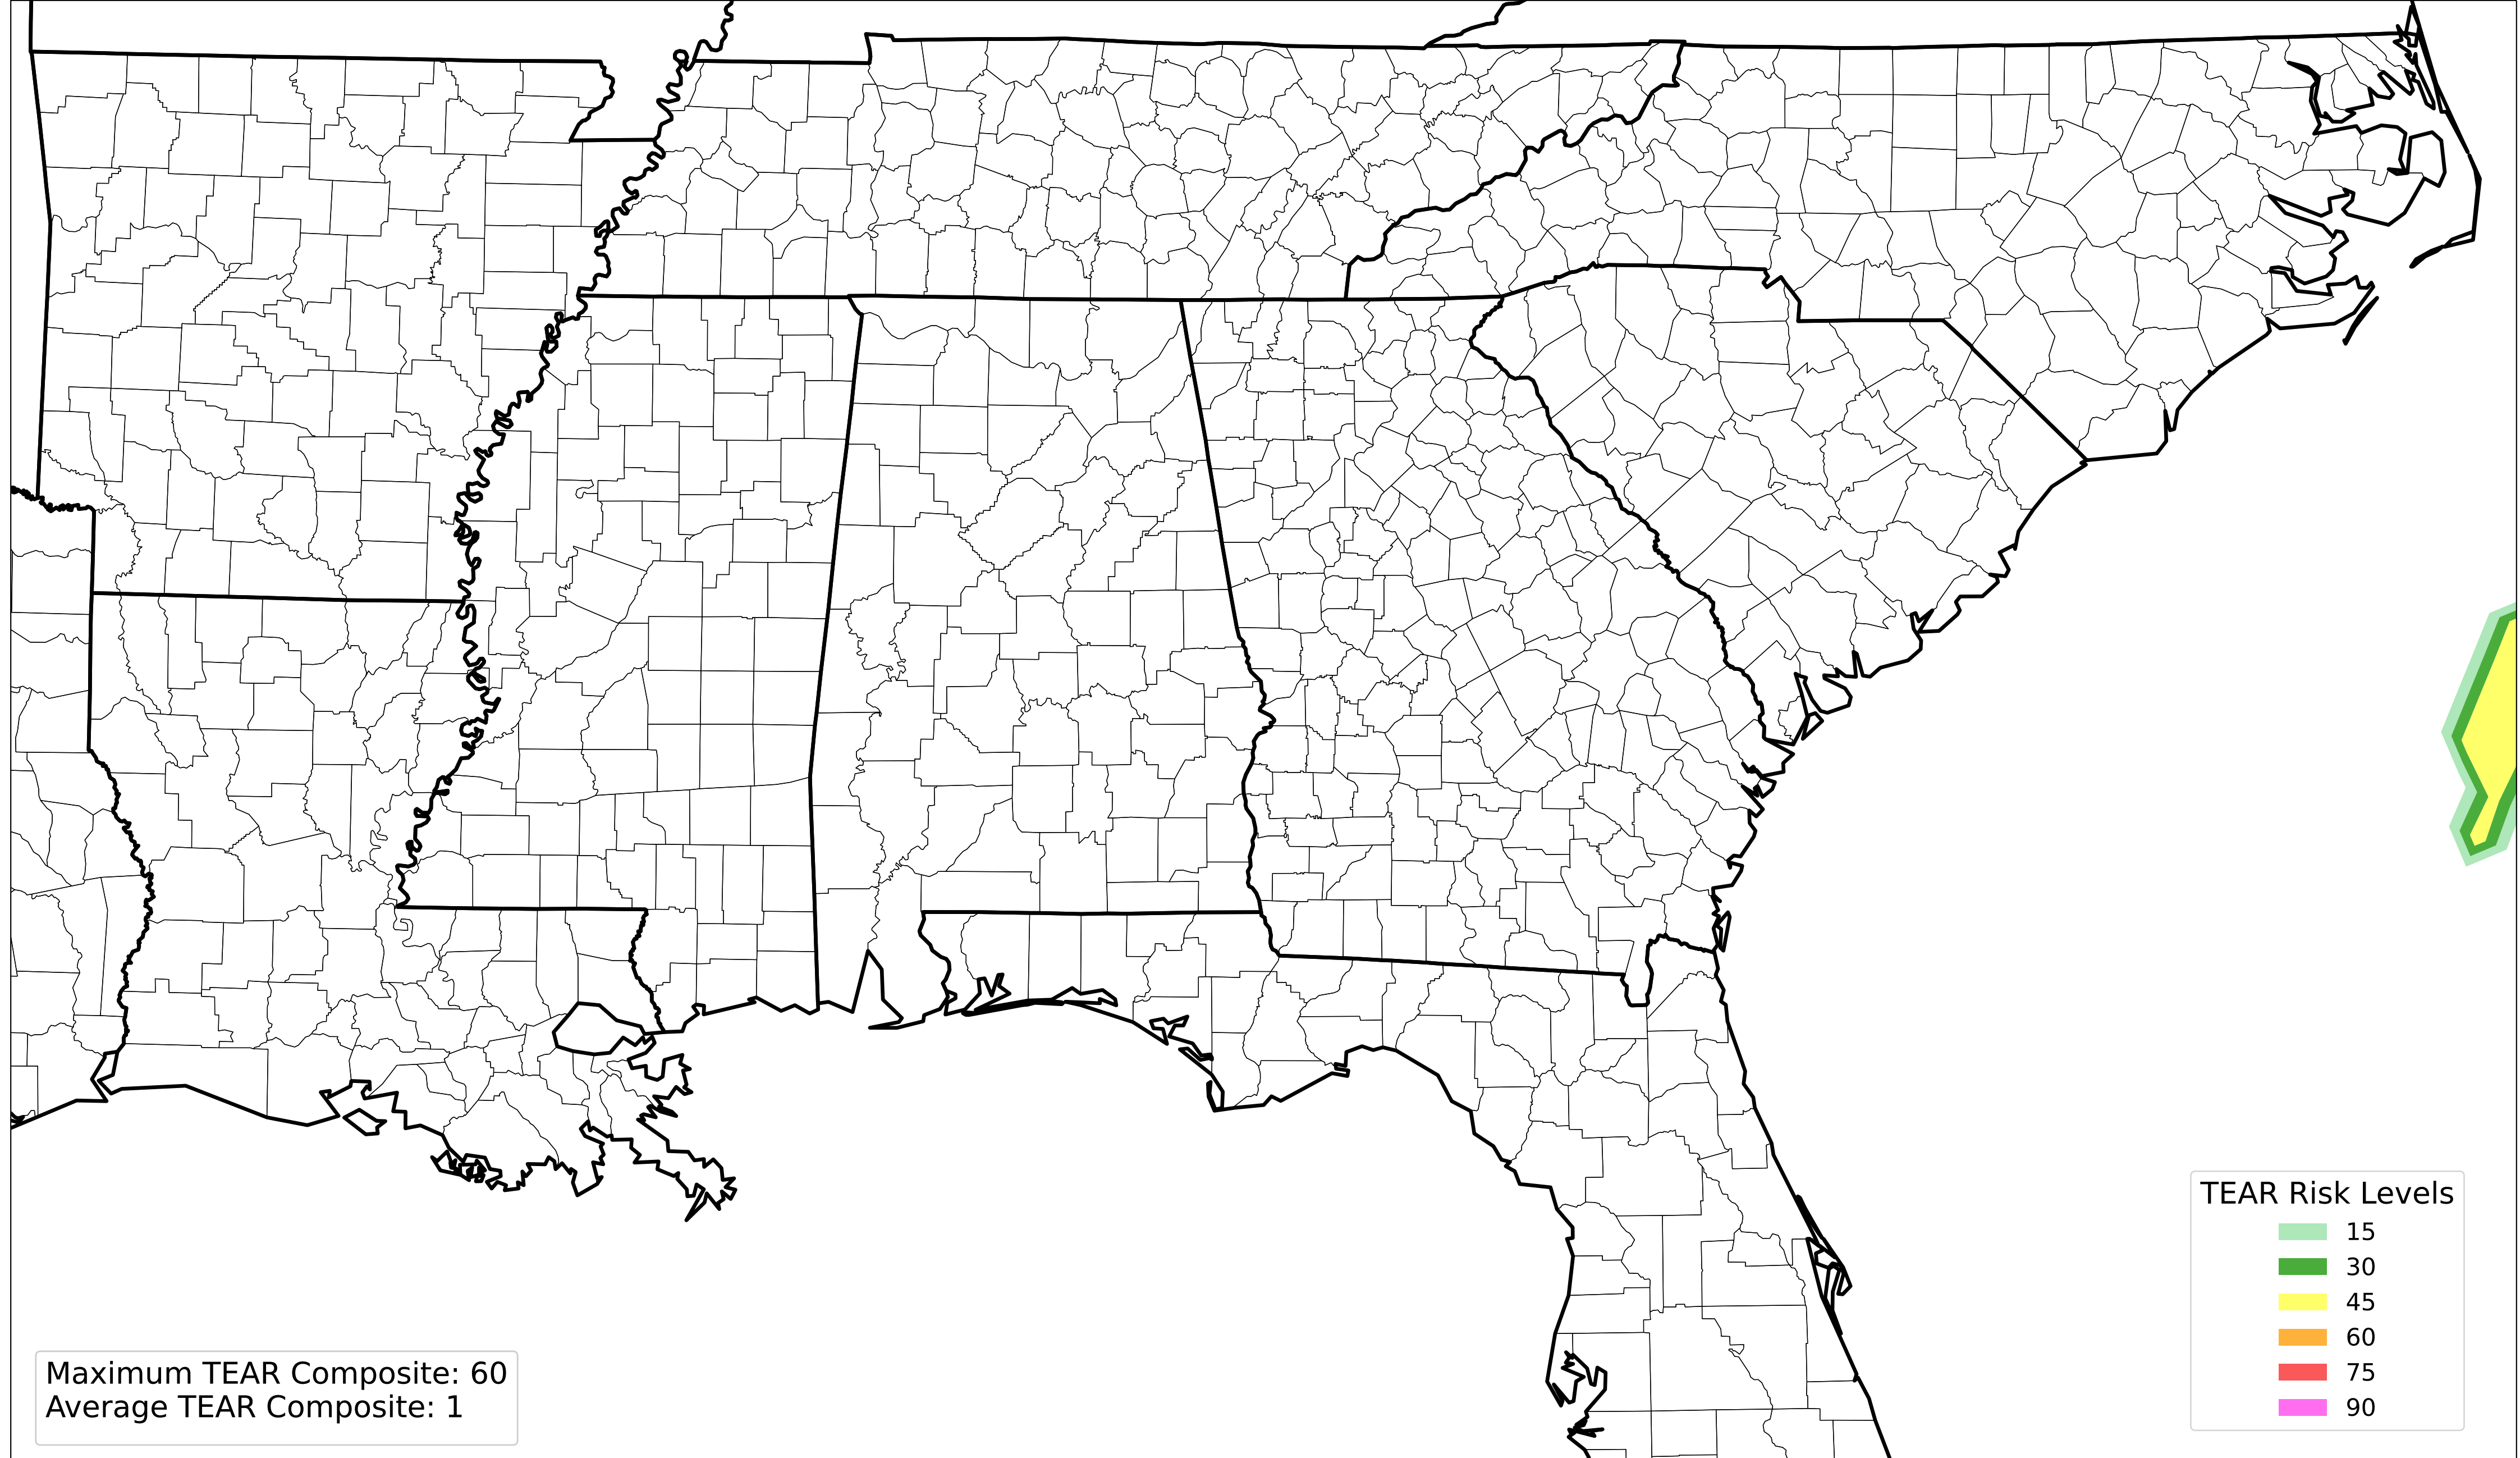 TEAR Risk Levels
15
30
45
60
75
90
Maximum TEAR Composite: 60
Average TEAR Composite: 1